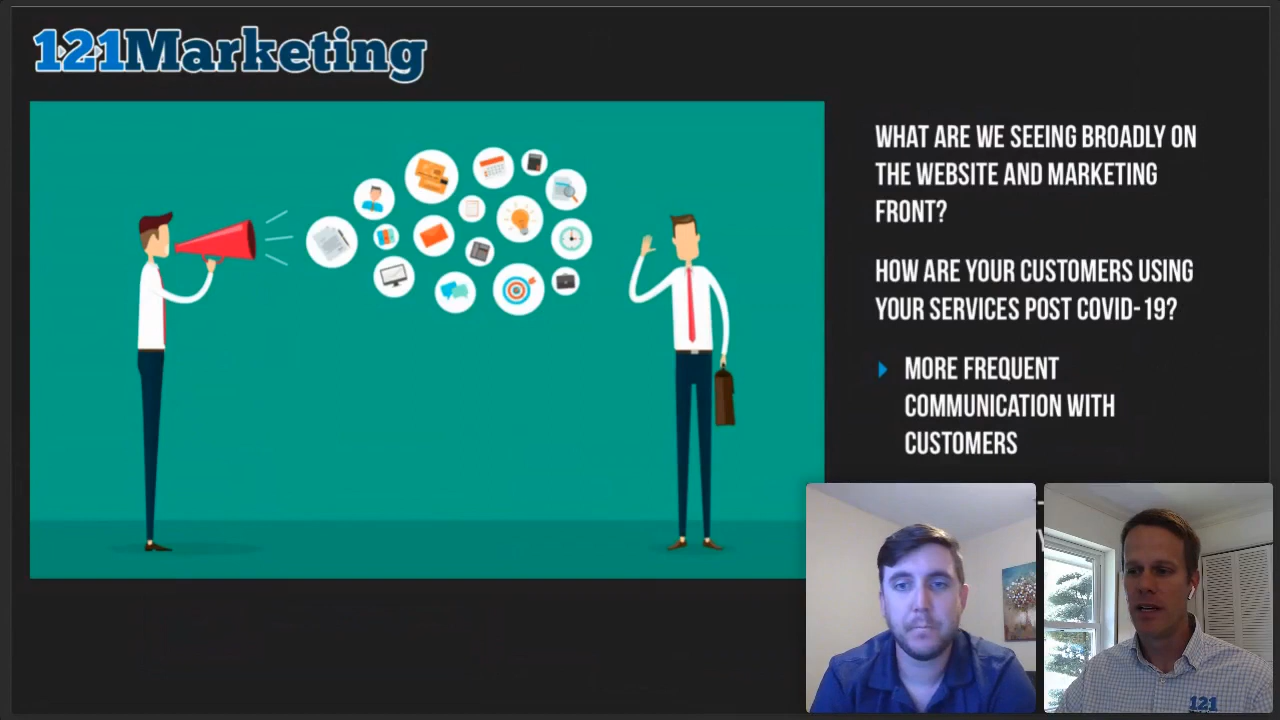 121Marketing
WHAT ARE WE SEEING BROADLY ON
THE WEBSITE AND MARKETING
FRONT?
HOW ARE YOUR CUSTOMERS USING
YOUR SERVICES POST COVID-19?
MORE FREQUENT
COMMUNICATION WITH
CUSTOMERS
121